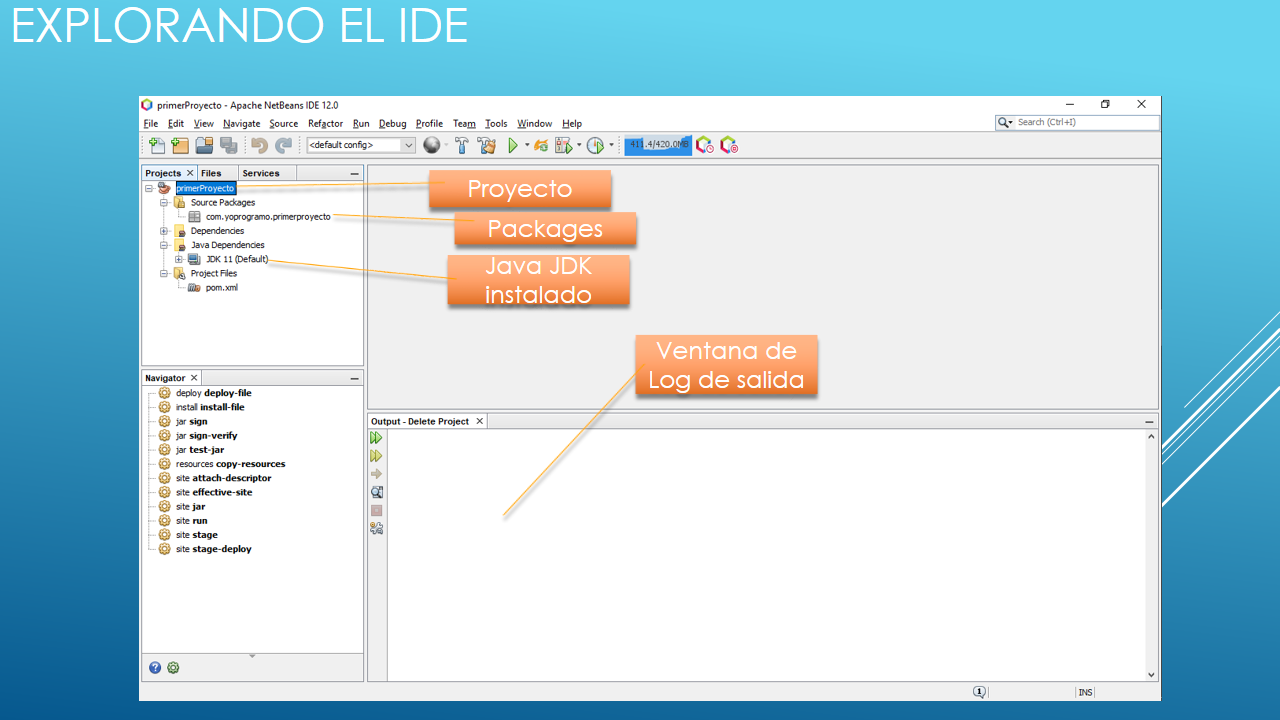 EXPLORANDO EL IDE
primerProyecto - Apache NetBeans IDE 12.0
File Edit View Navigate Source Refactor Run Debug Profile Team Tools Window Help
Search (Ctrl+I)
<default config>
411.4/420.0MB
Projects Files Services
primerProyecto
Source Packages
com.yoprogramo.primerproyecto
Dependencies
Java Dependencies
JDK 11 (Default)
Project Files
pom.xml
Proyecto
Packages
Java JDK
instalado
Ventana de
Log de salida
Navigator
deploy deploy-file
install install-file
jar sign
jar sign-verify
jar test-jar
resources copy-resources
site attach-descriptor
site effective-site
site jar
site run
site stage
site stage-deploy
Output - Delete Project
INS